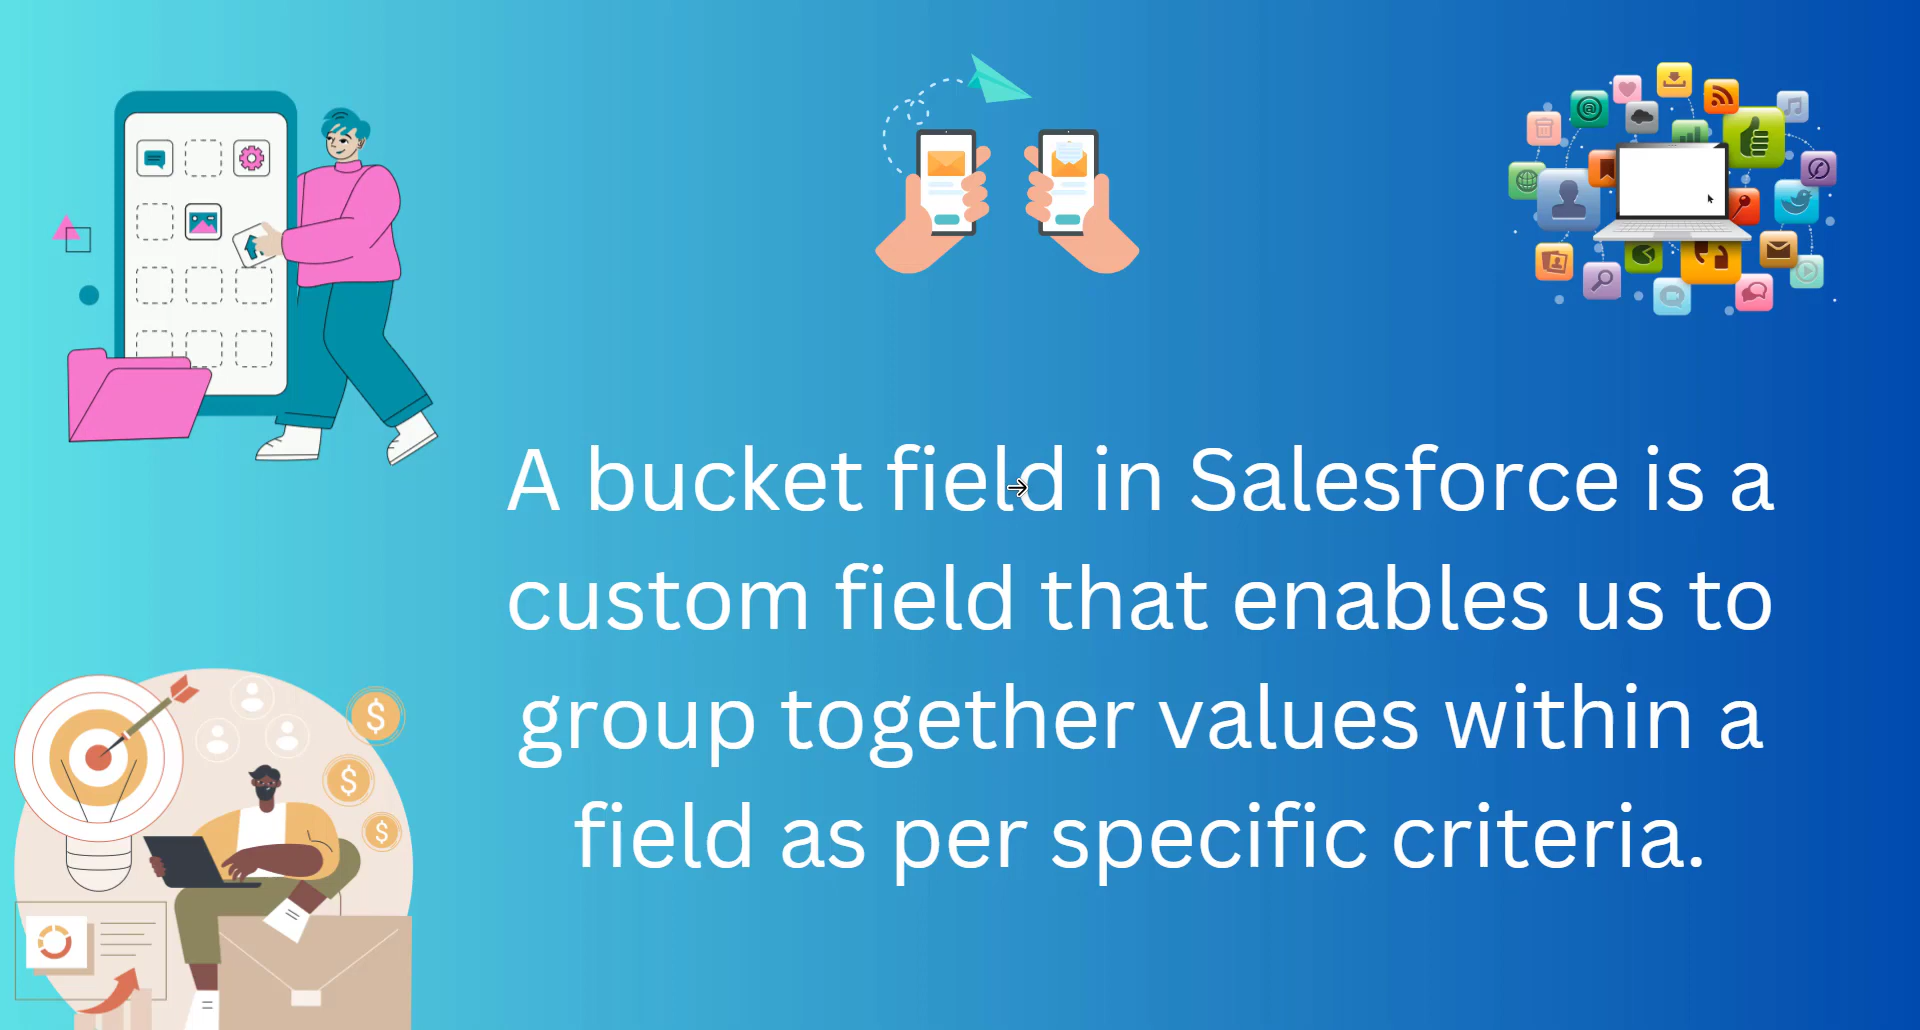 A bucket field in Salesforce is a
custom field that enables us to
group together values within a
field as per specific criteria.